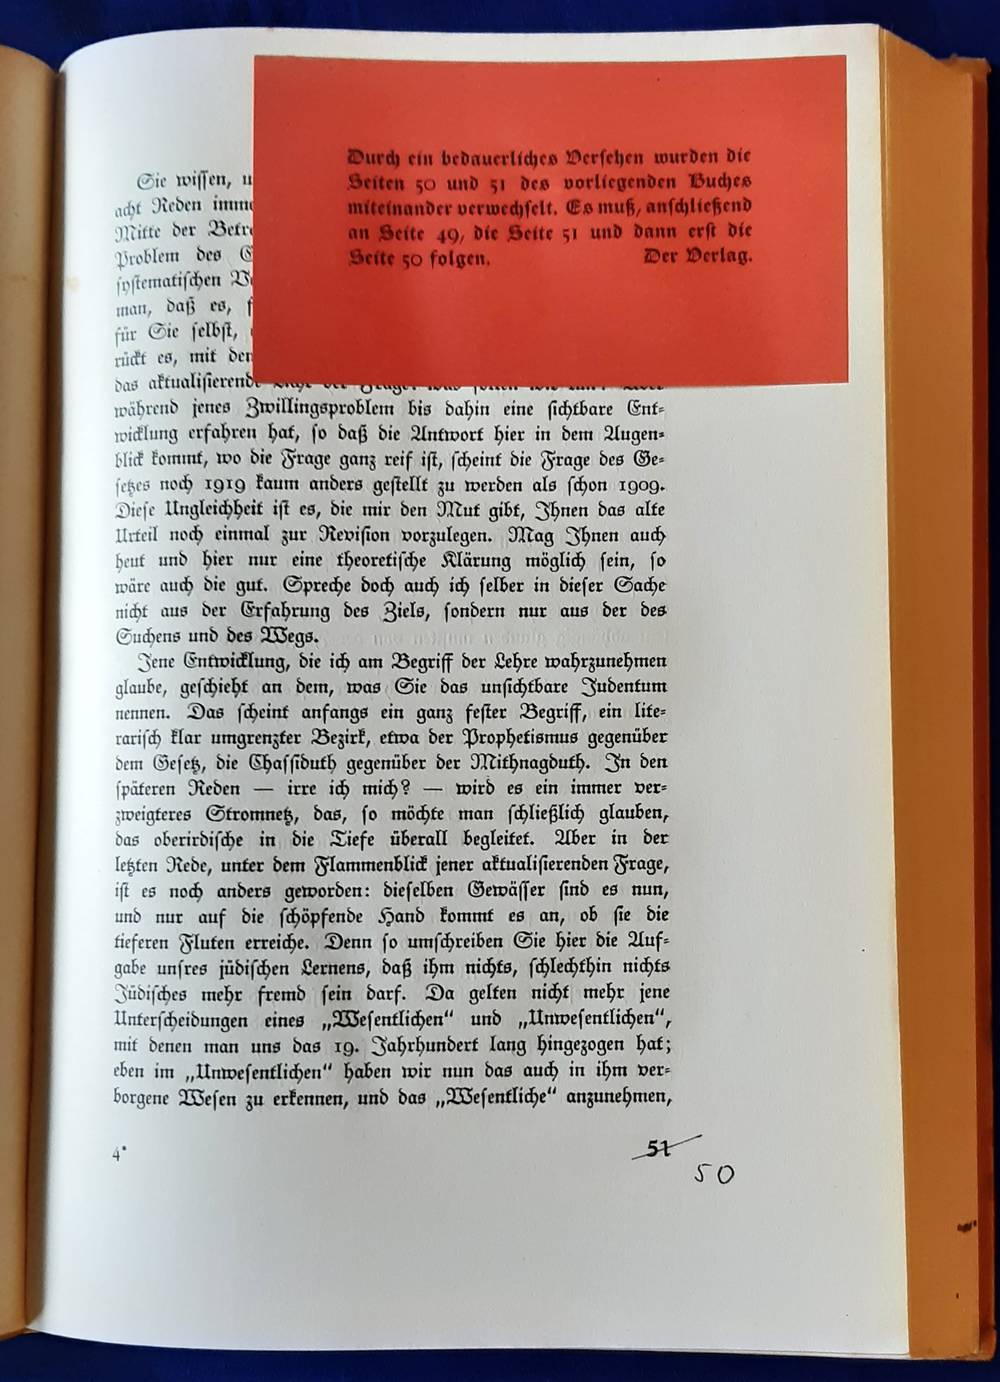 Durch ein bedauerliches Versehen wurden die
Seiten 50 und 51 des vorliegenden Buches
miteinander verwechselt. Es muß, anschließend
an Seite 49, die Seite 51 und dann erst die
Seite 50 folgen. Der Verlag.
Sie wissen,
acht Reden
Mitte der
Problem des
systematischen
man, daß es,
für Sie selbst,
rückt es, mit
das
während jenes Zwillingsproblem bis dahin eine sichtbare Ent-
wicklung erfahren hat, so daß die Antwort hier in dem Augen-
blick kommt, wo die Frage ganz reif ist, scheint die Frage des Ge-
setzes noch 1919 kaum anders gestellt zu werden als schon 1909.
Diese Ungleichheit ist es, die mir den Mut gibt, Ihnen das alte
Urteil noch einmal zur Revision vorzulegen. Mag Ihnen auch
heut und hier nur eine theoretische Klärung möglich sein, so
wäre auch die gut. Spreche doch auch ich selber in dieser Sache
nicht aus der Erfahrung des Ziels, sondern nur aus der des
Suchens und des Wegs.
Jene Entwicklung, die ich am Begriff der Lehre wahrzunehmen
glaube, geschieht an dem, was Sie das unsichtbare Judentum
nennen. Das scheint anfangs ein ganz fester Begriff, ein lite-
rarisch klar umgrenzter Bezirk, etwa der Prophetismus gegenüber
dem Gesetz, die Chassiduth gegenüber der Mithnagduth. In den
späteren Reden — irre ich mich? — wird es ein immer ver-
zweigteres Stromnetz, das, so möchte man schließlich glauben,
das oberirdische in die Tiefe überall begleitet. Aber in der
letzten Rede, unter dem Flammenblick jener aktualisierenden Frage,
ist es noch anders geworden: dieselben Gewässer sind es nun,
und nur auf die schöpfende Hand kommt es an, ob sie die
tieferen Fluten erreiche. Denn so umschreiben Sie hier die Auf-
gabe unsres jüdischen Lernens, daß ihm nichts, schlechthin nichts
Jüdisches mehr fremd sein darf. Da gelten nicht mehr jene
Unterscheidungen eines „Wesentlichen“ und „Unwesentlichen“,
mit denen man uns das 19. Jahrhundert lang hingezogen hat;
eben im „Unwesentlichen“ haben wir nun das auch in ihm ver-
borgene Wesen zu erkennen, und das „Wesentliche“ anzunehmen,
4* 51
50